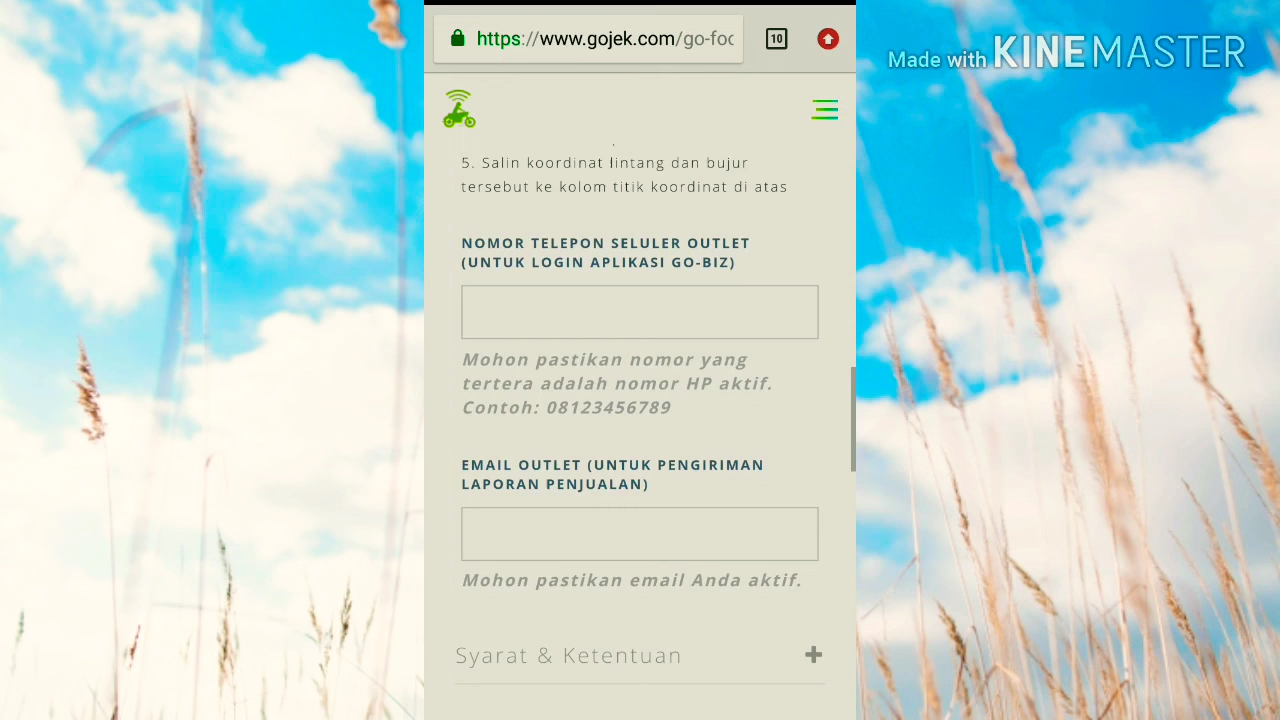 https://www.gojek.com/go-foo
10
Made with KINEMASTER
5. Salin koordinat lintang dan bujur
tersebut ke kolom titik koordinat di atas
NOMOR TELEPON SELULER OUTLET
(UNTUK LOGIN APLIKASI GO-BIZ)
Mohon pastikan nomor yang
tertera adalah nomor HP aktif.
Contoh: 08123456789
EMAIL OUTLET (UNTUK PENGIRIMAN
LAPORAN PENJUALAN)
Mohon pastikan email Anda aktif.
Syarat & Ketentuan